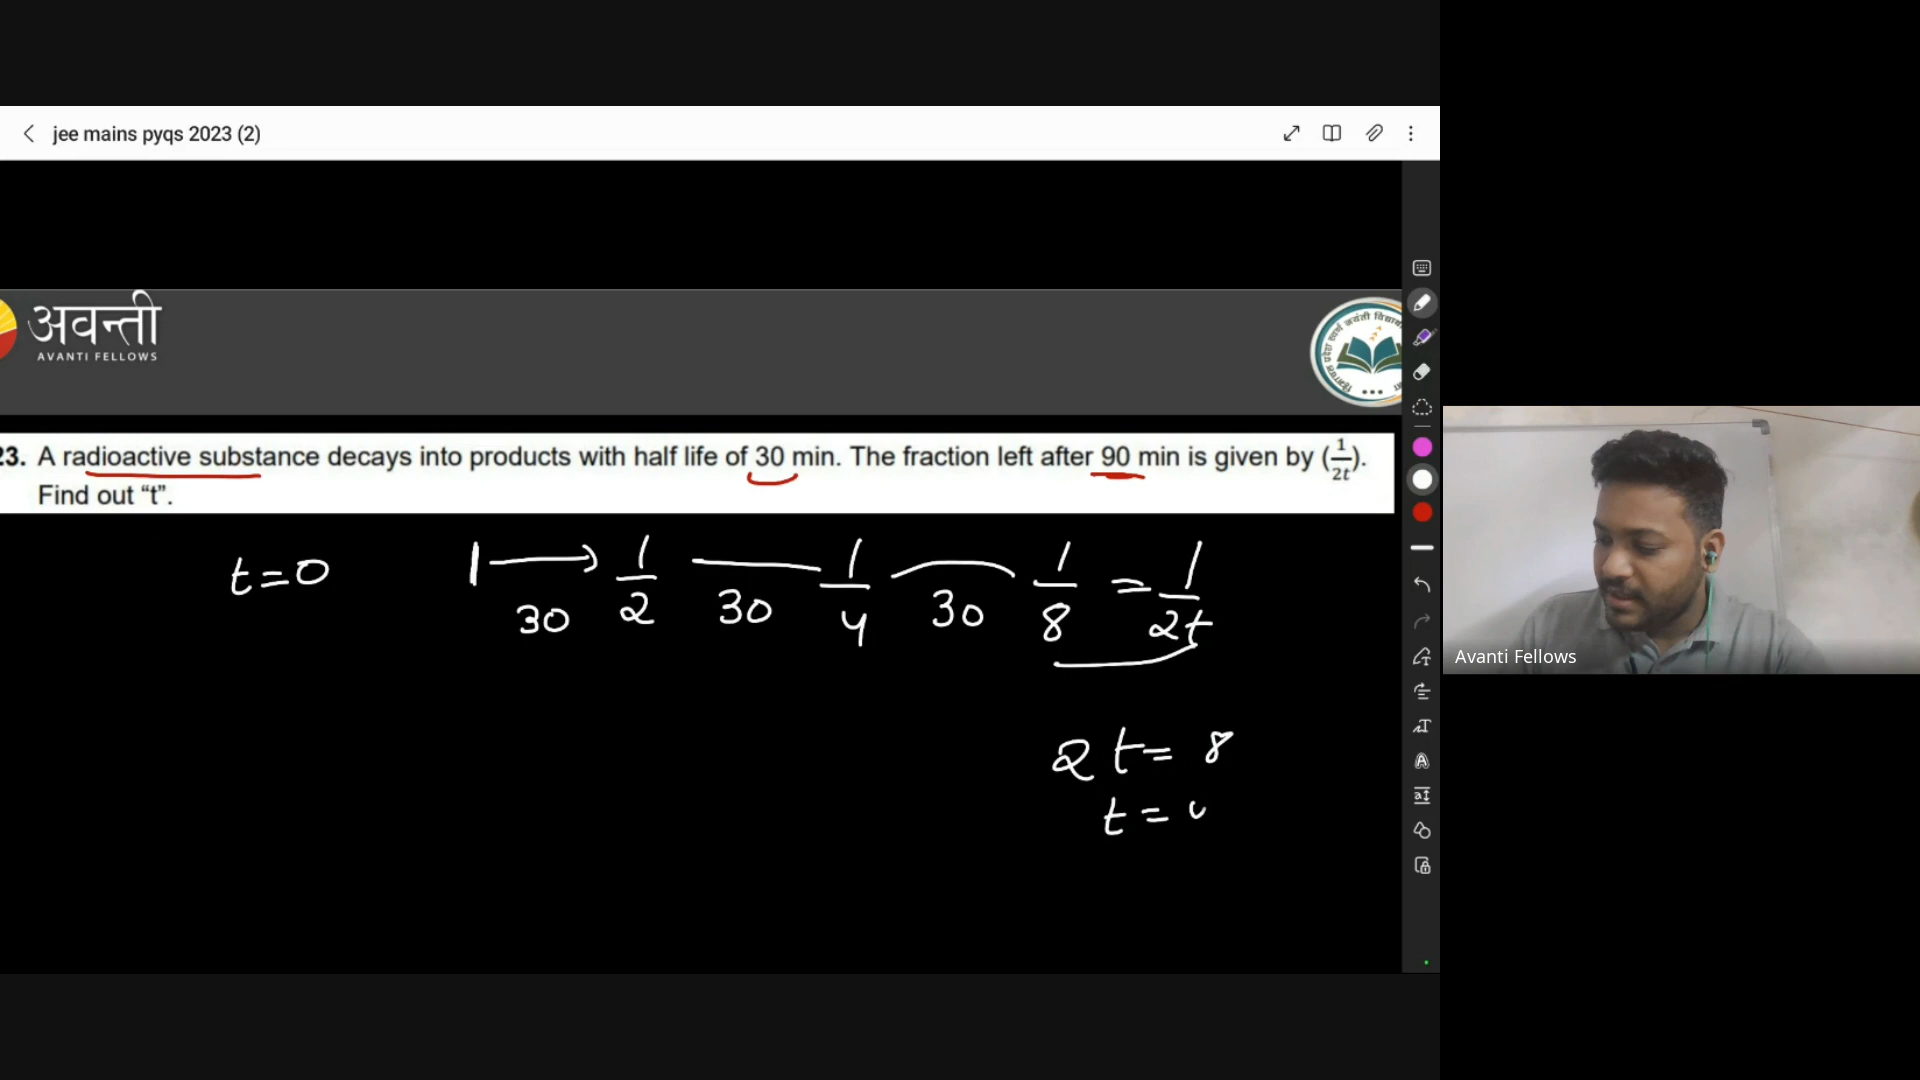 jee mains pyqs 2023 (2)
अवन्ती
AVANTI FELLOWS
23. A radioactive substance decays into products with half life of 30 min. The fraction left after 90 min is given by (1/2t).
Find out “t”.
t=0 1 → 1/2 1/4 1/8 = 1/2t
30 30 30
2t= 8
t=
Avanti Fellows